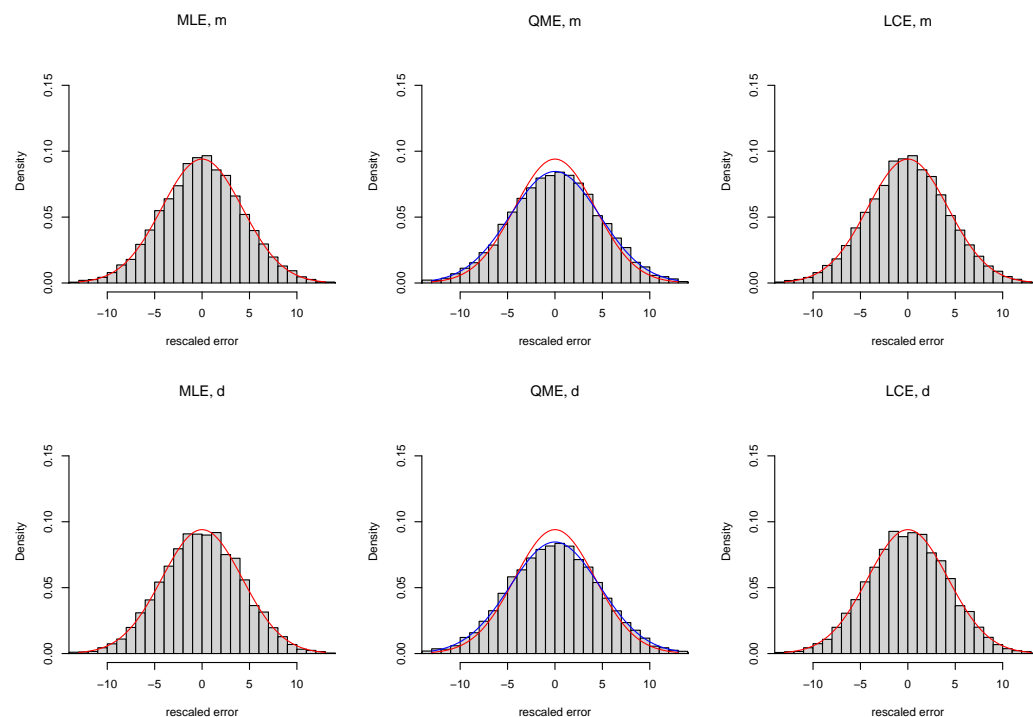 MLE, m
QME, m
LCE, m
Density
0.00 0.05 0.10 0.15
−10 −5 0 5 10
rescaled error
Density
0.00 0.05 0.10 0.15
−10 −5 0 5 10
rescaled error
Density
0.00 0.05 0.10 0.15
−10 −5 0 5 10
rescaled error
MLE, d
QME, d
LCE, d
Density
0.00 0.05 0.10 0.15
−10 −5 0 5 10
rescaled error
Density
0.00 0.05 0.10 0.15
−10 −5 0 5 10
rescaled error
Density
0.00 0.05 0.10 0.15
−10 −5 0 5 10
rescaled error